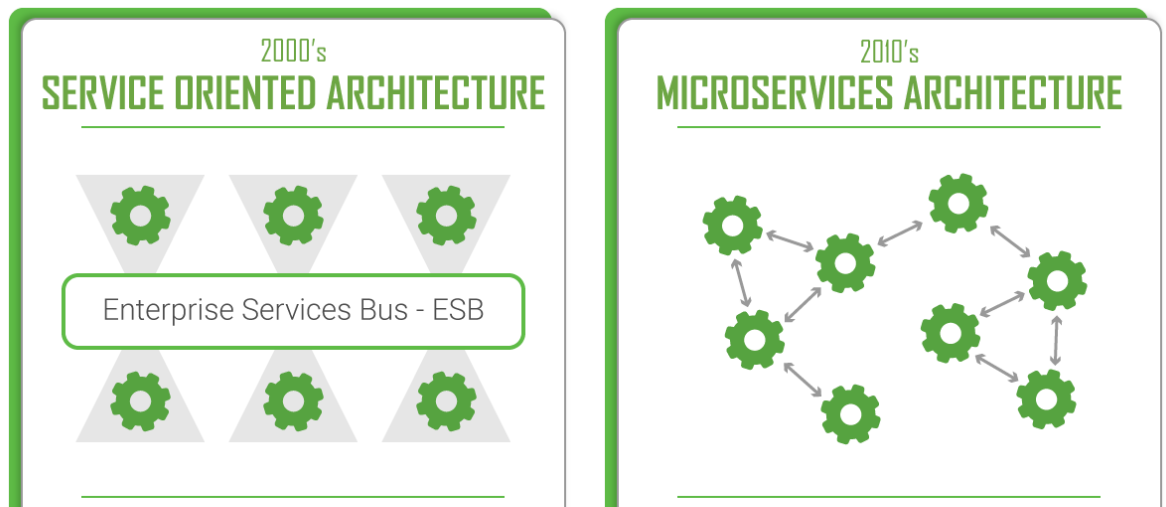 2000's
SERVICE ORIENTED ARCHITECTURE
Enterprise Services Bus - ESB
2010's
MICROSERVICES ARCHITECTURE